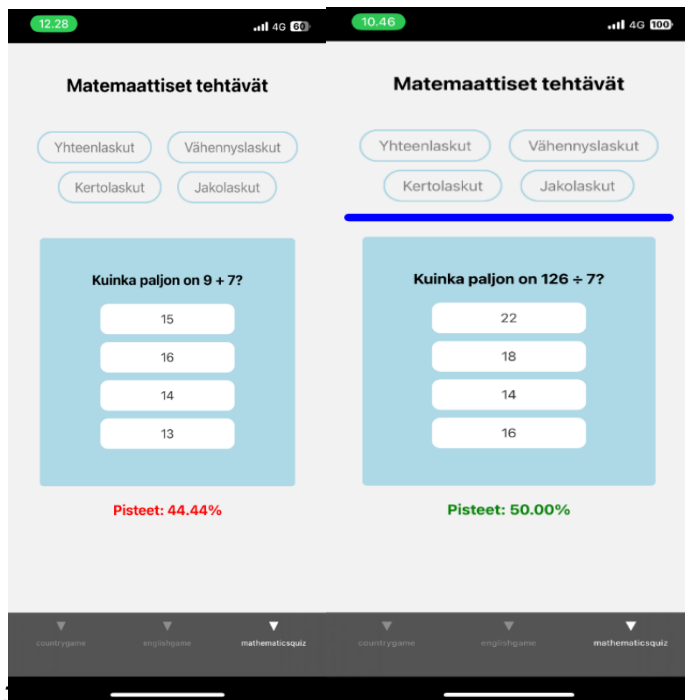 12.28
4G 60
Matemaattiset tehtävät
Yhteenlaskut Vähennyslaskut
Kertolaskut Jakolaskut
Kuinka paljon on 9 + 7?
15
16
14
13
Pisteet: 44.44%
countrygame englishgame mathematicsquiz
10.46
4G 100
Matemaattiset tehtävät
Yhteenlaskut Vähennyslaskut
Kertolaskut Jakolaskut
Kuinka paljon on 126 ÷ 7?
22
18
14
16
Pisteet: 50.00%
countrygame englishgame mathematicsquiz